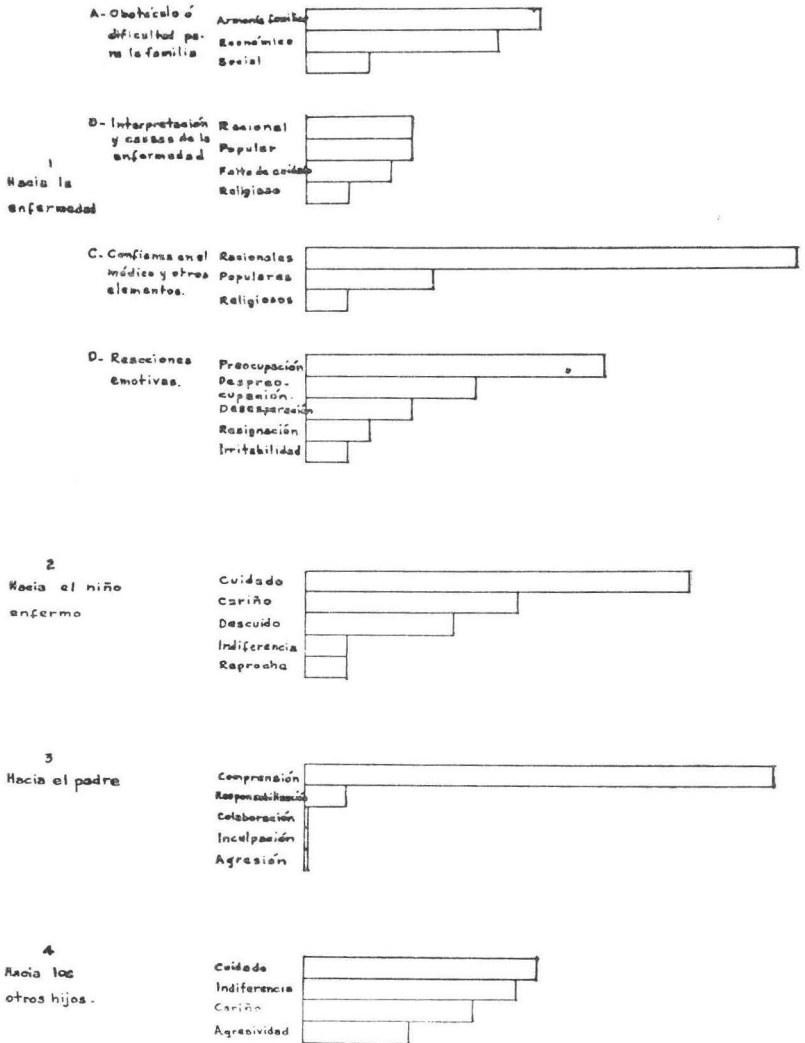 A- Obstáculo ó
dificultad pa-
ra la familia
Armonía familiar
Económico
Social
1
Hacia la
enfermedad
B- Interpretación
y causas de la
enfermedad
Racional
Popular
Falta de cuidado
Religioso
C- Confianza en el
médico y otros
elementos.
Racionales
Populares
Religiosos
D- Reacciones
emotivas.
Preocupación
Despreo-
cupación.
Desesperación
Resignación
Irritabilidad
2
Hacia el niño
enfermo
Cuidado
Cariño
Descuido
Indiferencia
Reproche
3
Hacia el padre
Comprensión
Responsabilización
Colaboración
Inculpación
Agresión
4
Hacia los
otros hijos.
Cuidado
Indiferencia
Cariño
Agresividad